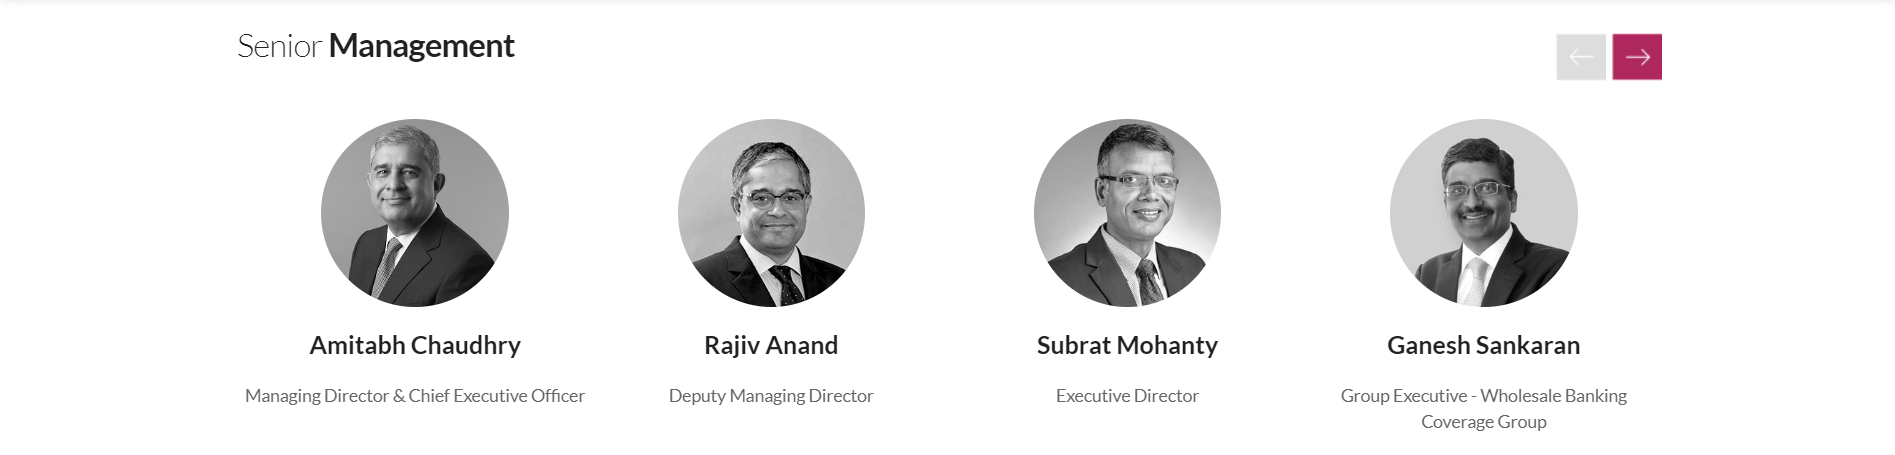 Senior Management
Amitabh Chaudhry
Managing Director & Chief Executive Officer
Rajiv Anand
Deputy Managing Director
Subrat Mohanty
Executive Director
Ganesh Sankaran
Group Executive - Wholesale Banking
Coverage Group